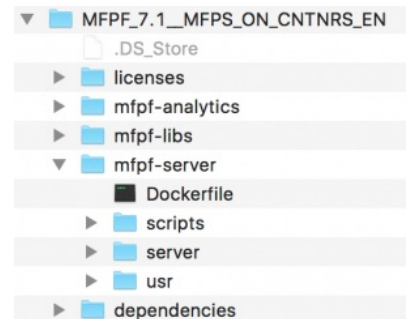 MFPF_7.1__MFPS_ON_CNTNRS_EN
.DS_Store
licenses
mfpf-analytics
mfpf-libs
mfpf-server
Dockerfile
scripts
server
usr
dependencies